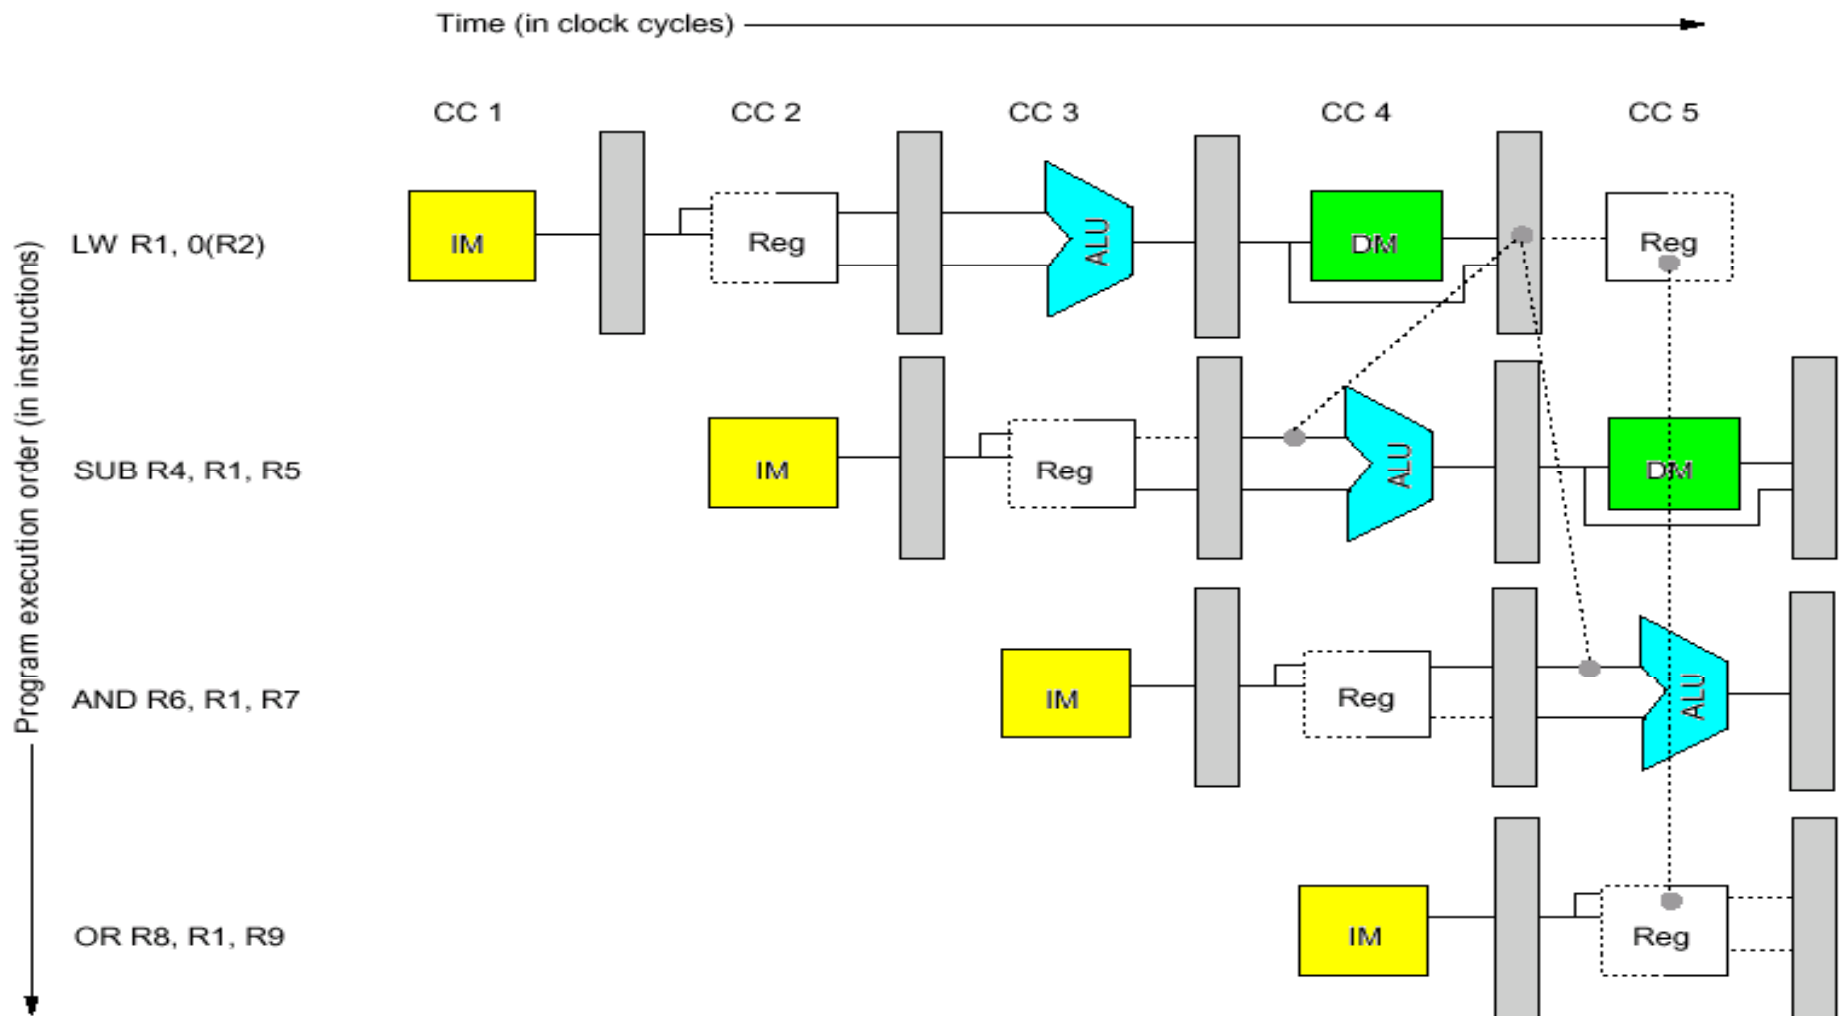 Time (in clock cycles)
CC 1 CC 2 CC 3 CC 4 CC 5
Program execution order (in instructions)
LW R1, 0(R2) IM Reg ALU DM Reg
SUB R4, R1, R5 IM Reg ALU DM
AND R6, R1, R7 IM Reg ALU
OR R8, R1, R9 IM Reg